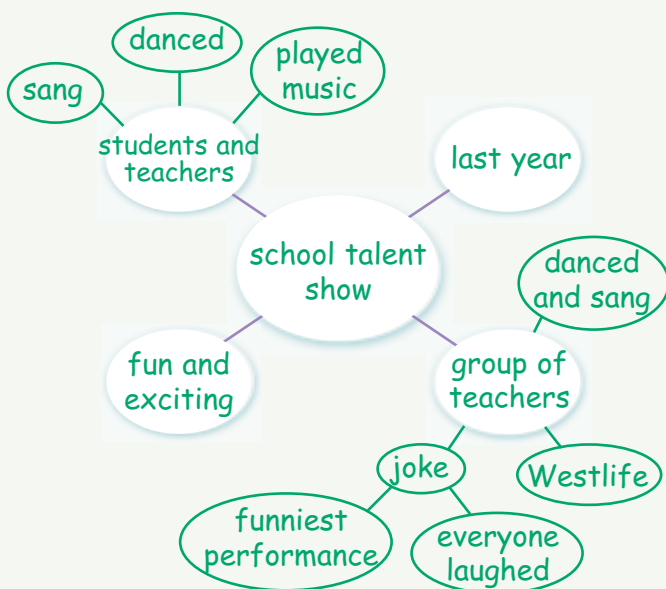 danced
played
music
sang
students and
teachers
last year
school talent
show
danced
and sang
fun and
exciting
group of
teachers
joke
Westlife
funniest
performance
everyone
laughed